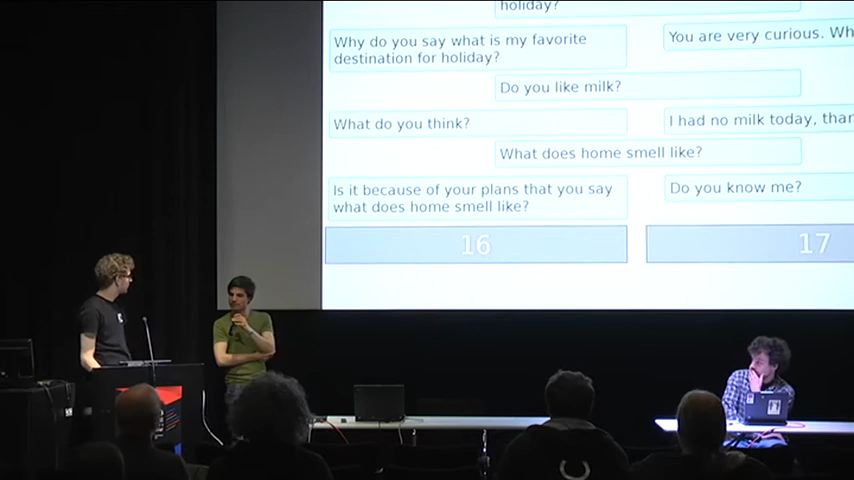 holiday?
Why do you say what is my favorite
destination for holiday?
You are very curious.
Do you like milk?
What do you think?
I had no milk today,
What does home smell like?
Is it because of your plans that you say
what does home smell like?
Do you know me?
16
17